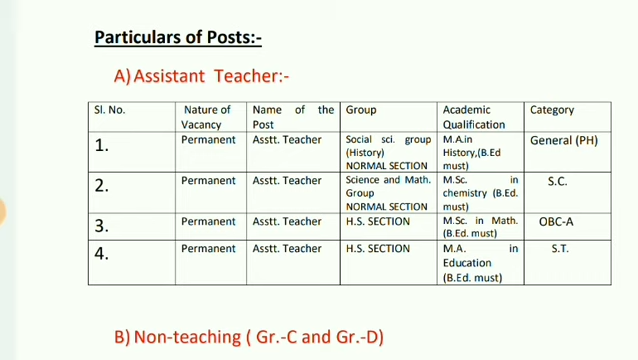 Particulars of Posts:-
A) Assistant Teacher:-
Sl. No. Nature of Vacancy Name of the Post Group Academic Qualification Category
1. Permanent Asstt. Teacher Social sci. group (History) NORMAL SECTION M.A.in History,(B.Ed must) General (PH)
2. Permanent Asstt. Teacher Science and Math. Group NORMAL SECTION M.Sc. in chemistry (B.Ed. must) S.C.
3. Permanent Asstt. Teacher H.S. SECTION M.Sc. in Math. (B.Ed. must) OBC-A
4. Permanent Asstt. Teacher H.S. SECTION M.A. in Education (B.Ed. must) S.T.
B) Non-teaching ( Gr.-C and Gr.-D)